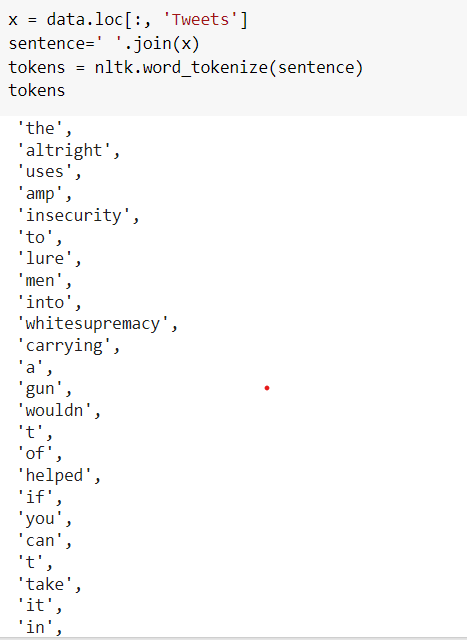 x = data.loc[:, 'Tweets']
sentence=' '.join(x)
tokens = nltk.word_tokenize(sentence)
tokens
'the',
'altright',
'uses',
'amp',
'insecurity',
'to',
'lure',
'men',
'into',
'whitesupremacy',
'carrying',
'a',
'gun',
'wouldn',
't',
'of',
'helped',
'if',
'you',
'can',
't',
'take',
'it',
'in',